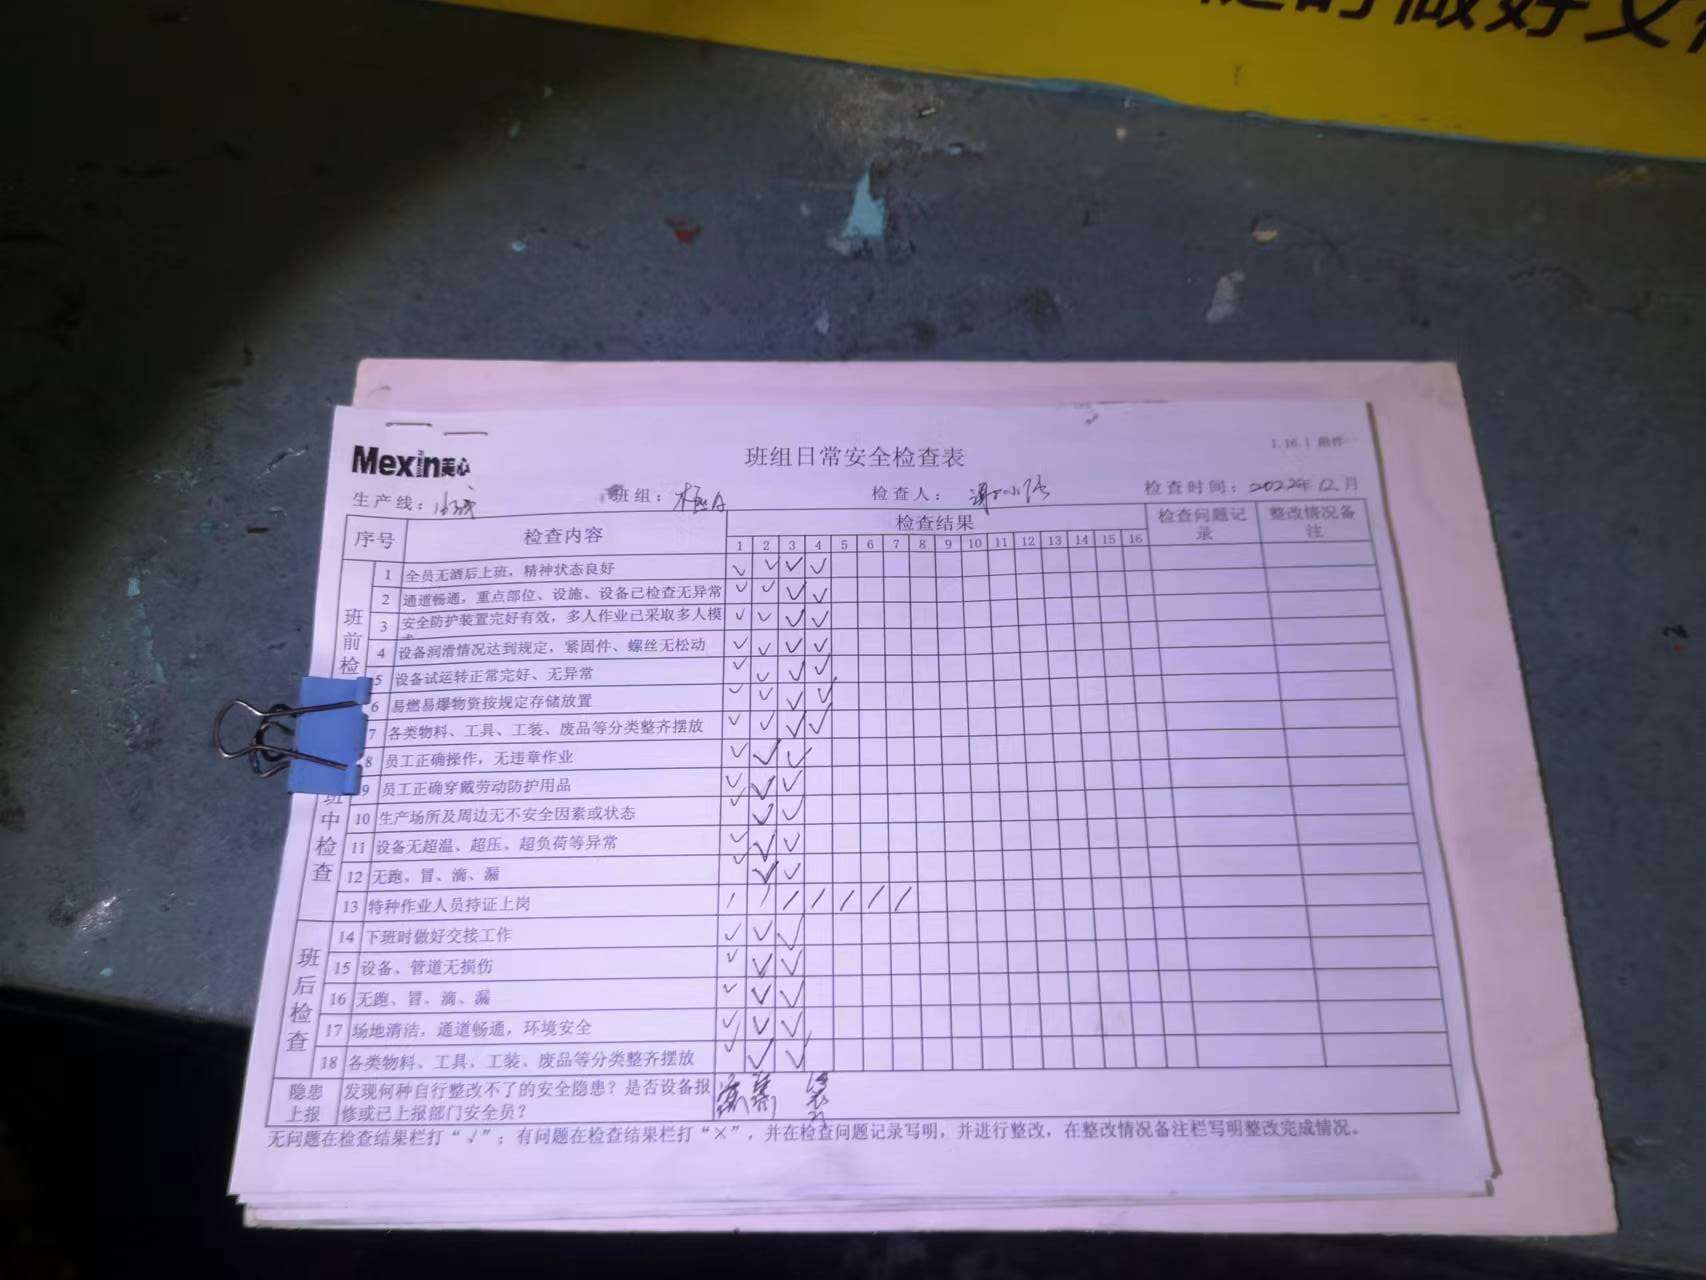 做好交
Mexin美心
班组日常安全检查表
1.16.1 附件
生产线： 班组： 检查人： 检查时间：2022年12月
序号 检查内容 检查结果 检查问题记录 整改情况备注
1 2 3 4 5 6 7 8 9 10 11 12 13 14 15 16
班前检
1 全员无酒后上班，精神状态良好 √ √ √ √
2 通道畅通，重点部位、设施、设备已检查无异常 √ √ √ √
3 安全防护装置完好有效，多人作业已采取多人模 √ √ √ √
4 设备润滑情况达到规定，紧固件、螺丝无松动 √ √ √ √
5 设备试运转正常完好、无异常 √ √ √ √
6 易燃易爆物资按规定存储放置 √ √ √ √
7 各类物料、工具、工装、废品等分类整齐摆放 √ √ √ √
班中检查
8 员工正确操作，无违章作业 √ √ √
9 员工正确穿戴劳动防护用品 √ √ √
10 生产场所及周边无不安全因素或状态 √ √ √
11 设备无超温、超压、超负荷等异常 √ √ √
12 无跑、冒、滴、漏 √ √ √
13 特种作业人员持证上岗 / / / / / / /
班后检查
14 下班时做好交接工作 √ √ √
15 设备、管道无损伤 √ √ √
16 无跑、冒、滴、漏 √ √ √
17 场地清洁，通道畅通，环境安全 √ √ √
18 各类物料、工具、工装、废品等分类整齐摆放 √ √ √
隐患上报 发现何种自行整改不了的安全隐患？是否设备报
修或已上报部门安全员？
无问题在检查结果栏打“√”；有问题在检查结果栏打“×”，并在检查问题记录写明，并进行整改，在整改情况备注栏写明整改完成情况。